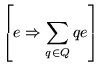 [e ⇒ ∑_{q∈Q} qe]